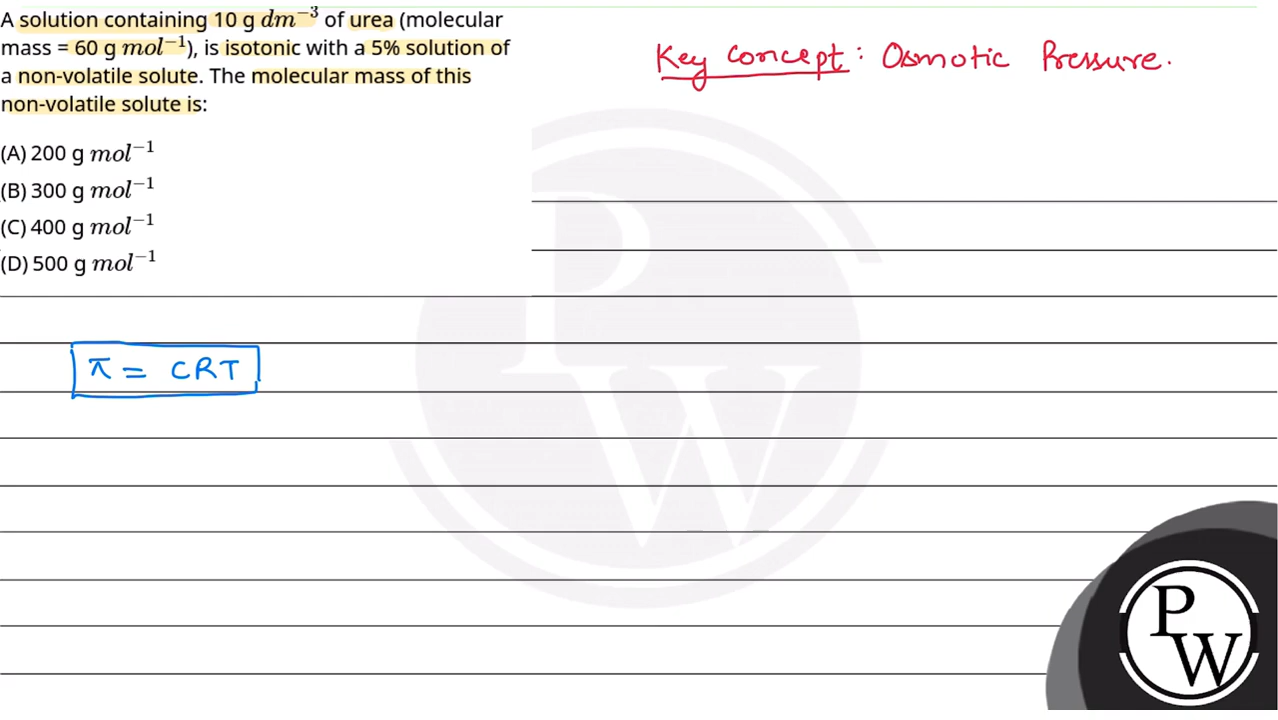 A solution containing 10 g dm⁻³ of urea (molecular
mass = 60 g mol⁻¹), is isotonic with a 5% solution of
a non-volatile solute. The molecular mass of this
non-volatile solute is:
(A) 200 g mol⁻¹
(B) 300 g mol⁻¹
(C) 400 g mol⁻¹
(D) 500 g mol⁻¹
Key Concept : Osmotic Pressure.
π = CRT
P
W
P
W